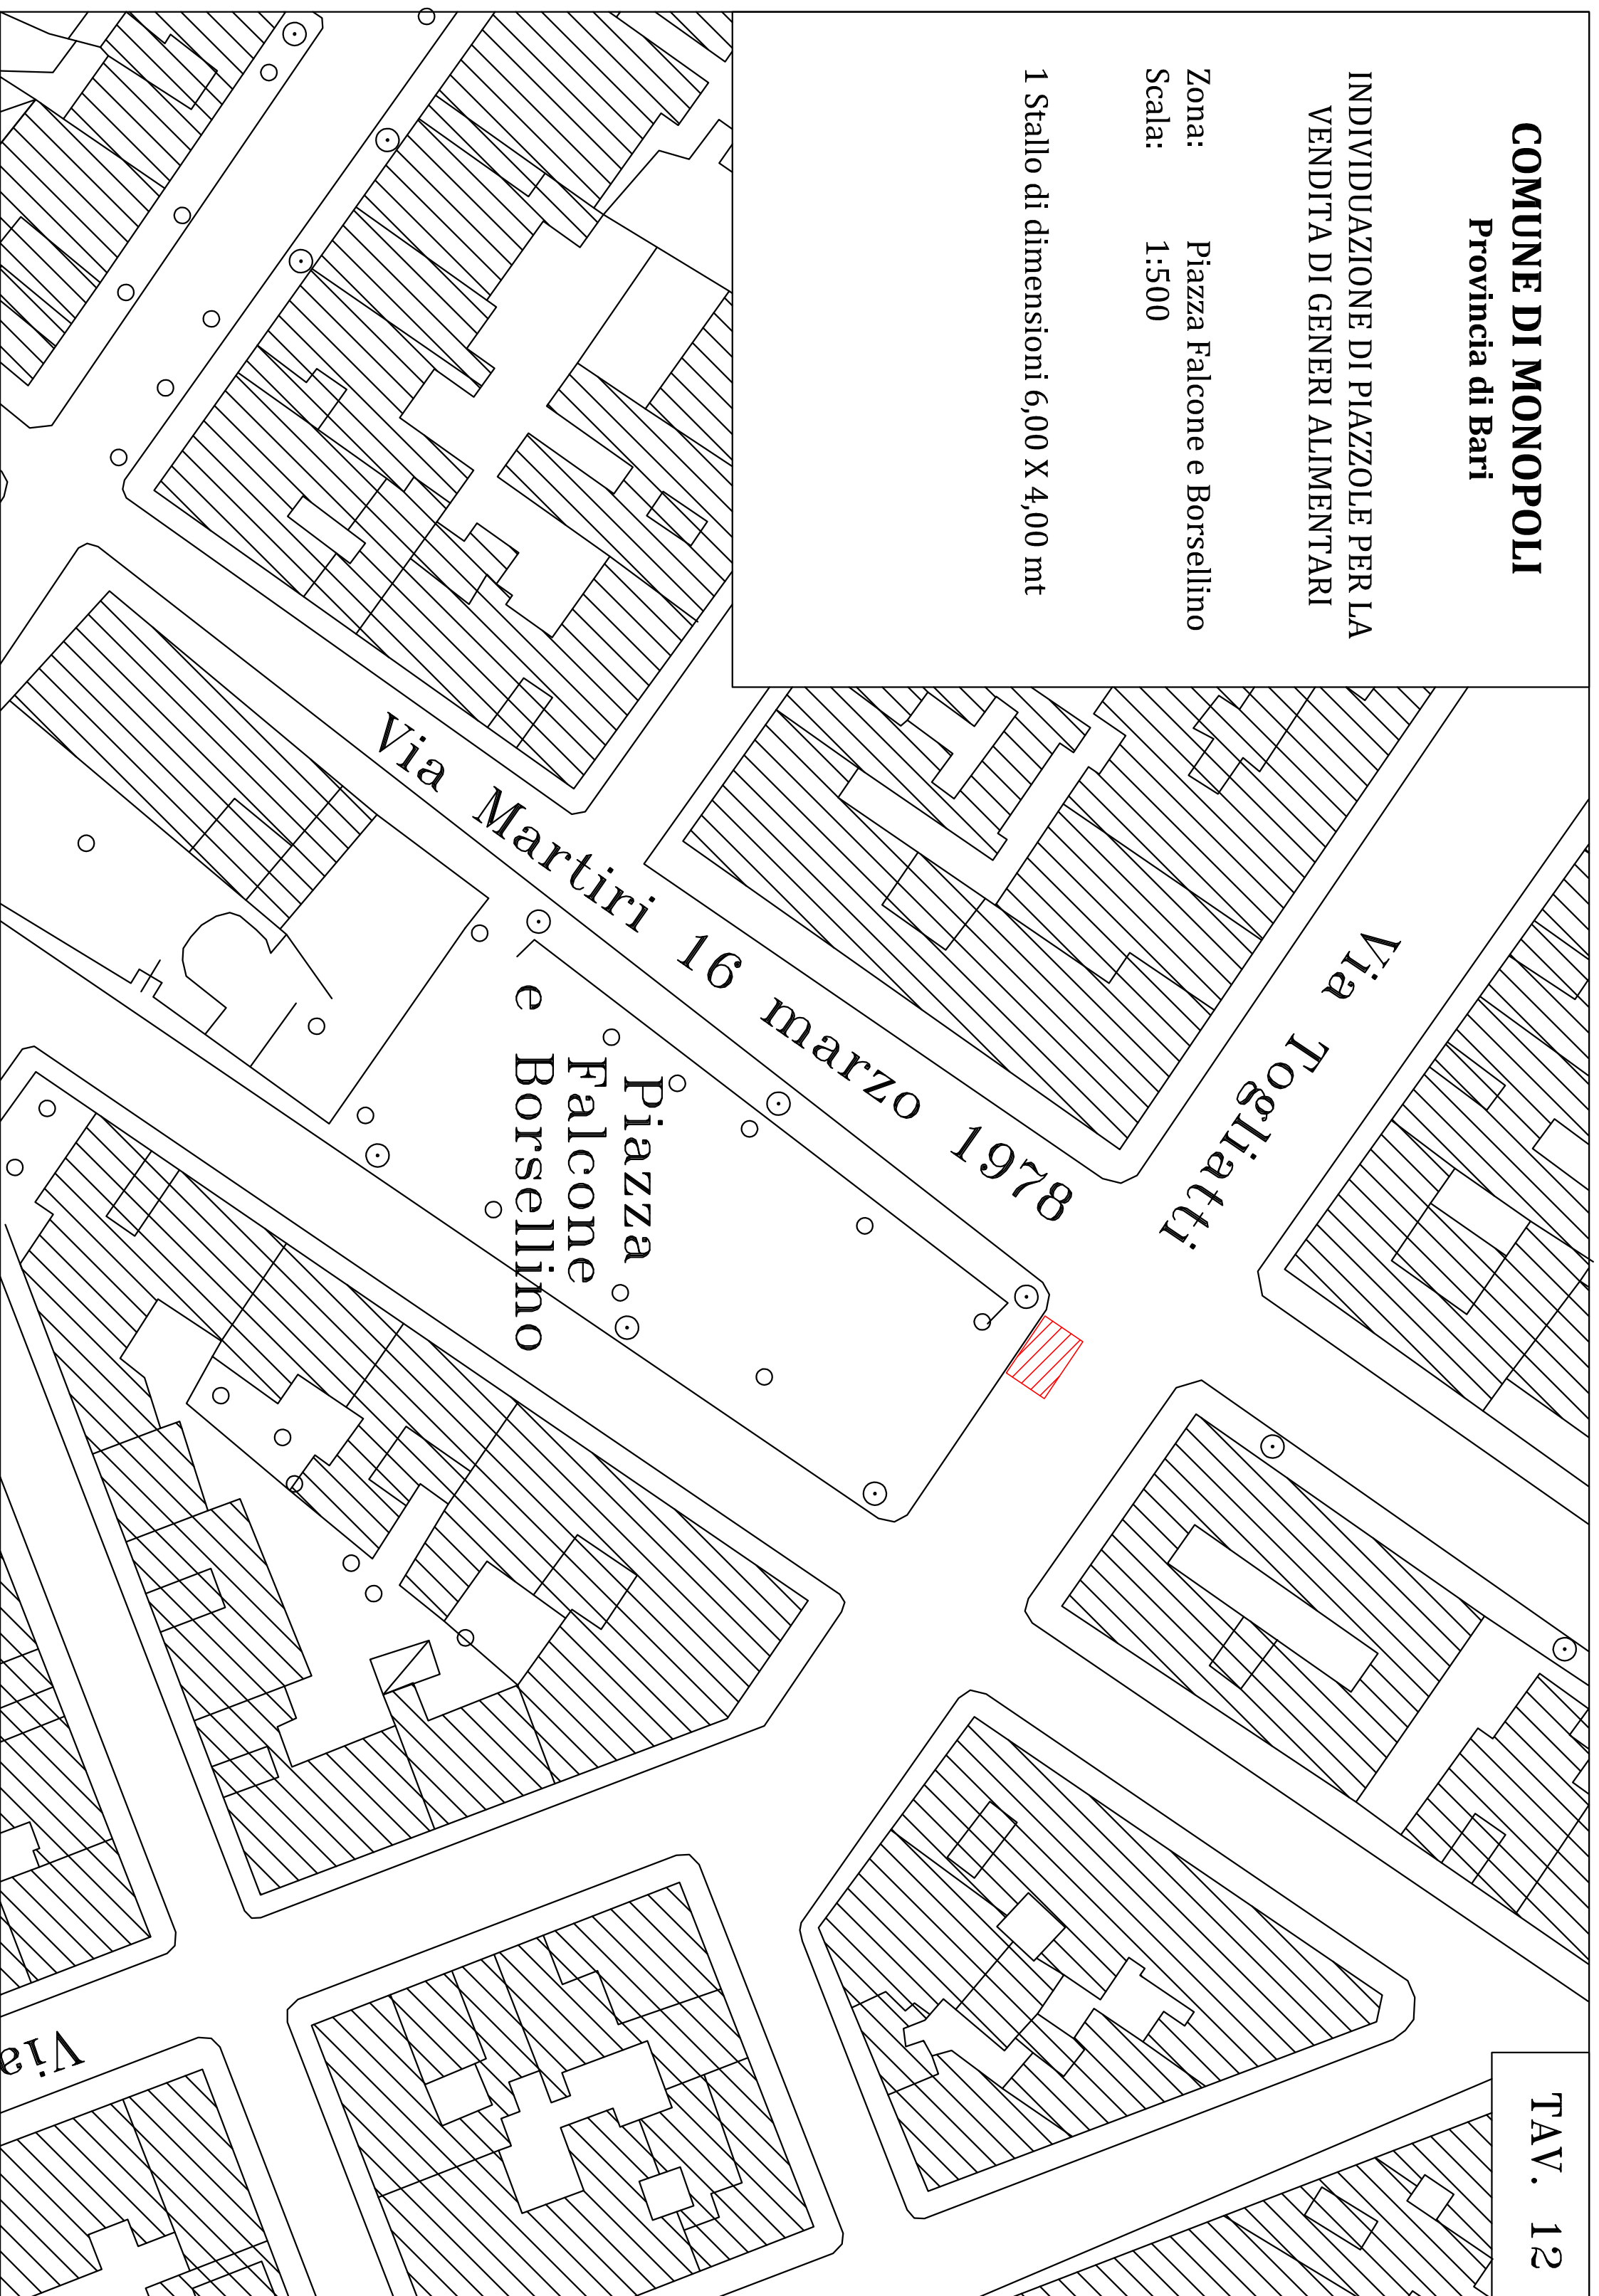 COMUNE DI MONOPOLI
Provincia di Bari
INDIVIDUAZIONE DI PIAZZOLE PER LA
VENDITA DI GENERI ALIMENTARI
Zona: Piazza Falcone e Borsellino
Scala: 1:500
1 Stallo di dimensioni 6,00 X 4,00 mt
Via Togliatti
Via Martiri 16 marzo 1978
Piazza
Falcone
e Borsellino
Via
TAV. 12